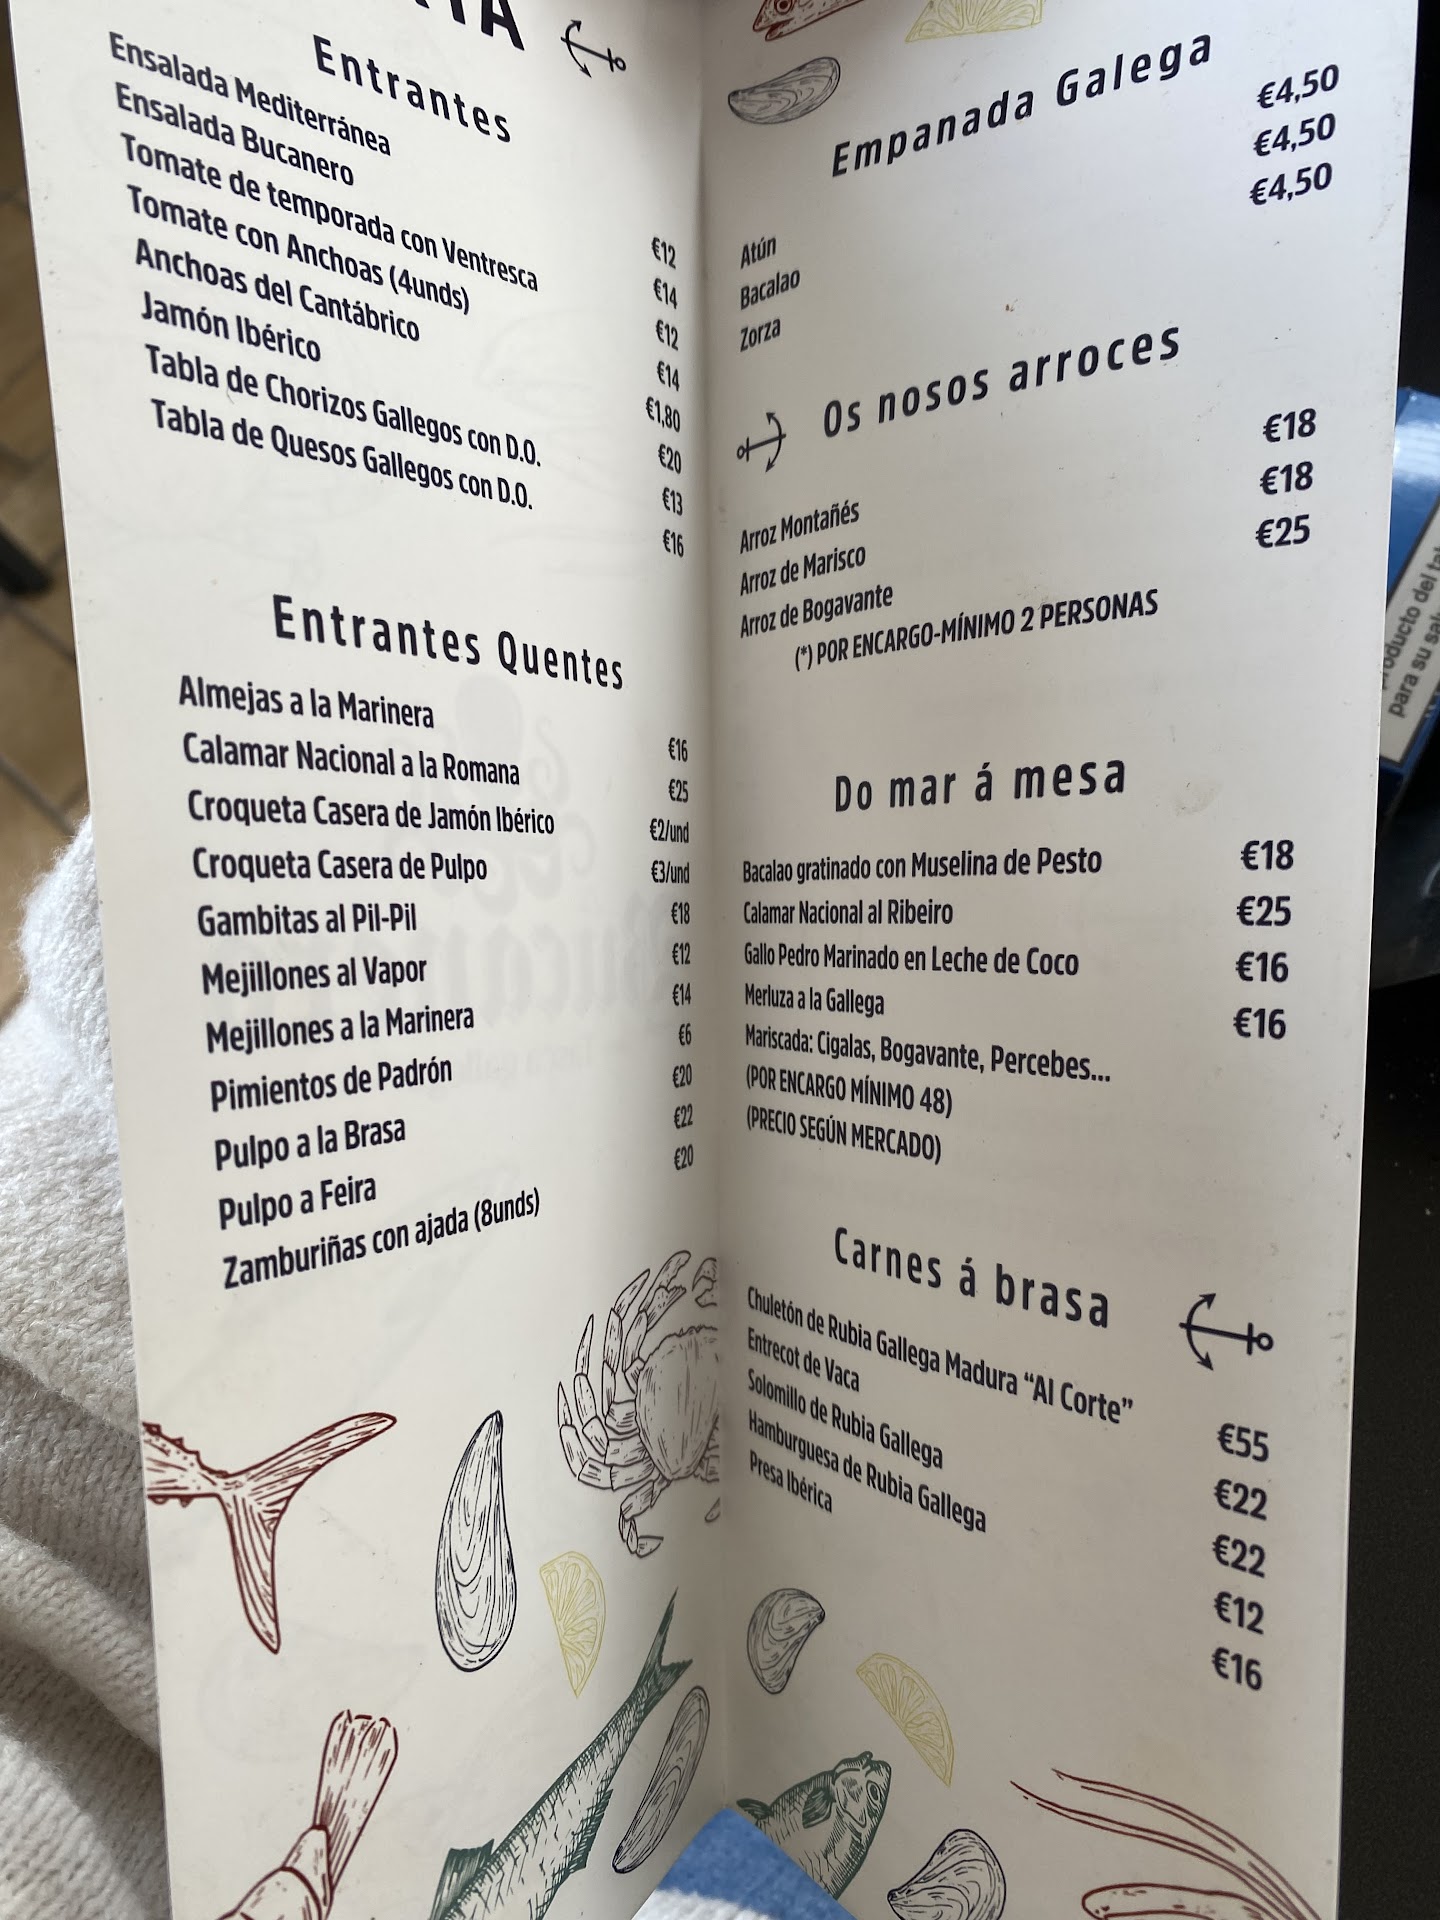 Entrantes
Ensalada Mediterránea €12
Ensalada Bucanero €14
Tomate de temporada con Ventresca €12
Tomate con Anchoas (4unds) €14
Anchoas del Cantábrico €1,80
Jamón Ibérico €20
Tabla de Chorizos Gallegos con D.O. €13
Tabla de Quesos Gallegos con D.O. €16
Entrantes Quentes
Almejas a la Marinera €16
Calamar Nacional a la Romana €25
Croqueta Casera de Jamón Ibérico €2/und
Croqueta Casera de Pulpo €3/und
Gambitas al Pil-Pil €18
Mejillones al Vapor €12
Mejillones a la Marinera €14
Pimientos de Padrón €6
Pulpo a la Brasa €20
Pulpo a Feira €22
Zamburiñas con ajada (8unds) €20
Empanada Galega
Atún €4,50
Bacalao €4,50
Zorza €4,50
Os nosos arroces
Arroz Montañés €18
Arroz de Marisco €18
Arroz de Bogavante €25
(*) POR ENCARGO-MÍNIMO 2 PERSONAS
Do mar á mesa
Bacalao gratinado con Muselina de Pesto €18
Calamar Nacional al Ribeiro €25
Gallo Pedro Marinado en Leche de Coco €16
Merluza a la Gallega €16
Mariscada: Cigalas, Bogavante, Percebes...
(POR ENCARGO MÍNIMO 48)
(PRECIO SEGÚN MERCADO)
Carnes á brasa
Chuletón de Rubia Gallega Madura “Al Corte” €55
Entrecot de Vaca €22
Solomillo de Rubia Gallega €22
Hamburguesa de Rubia Gallega €12
Presa Ibérica €16
producto del
para su